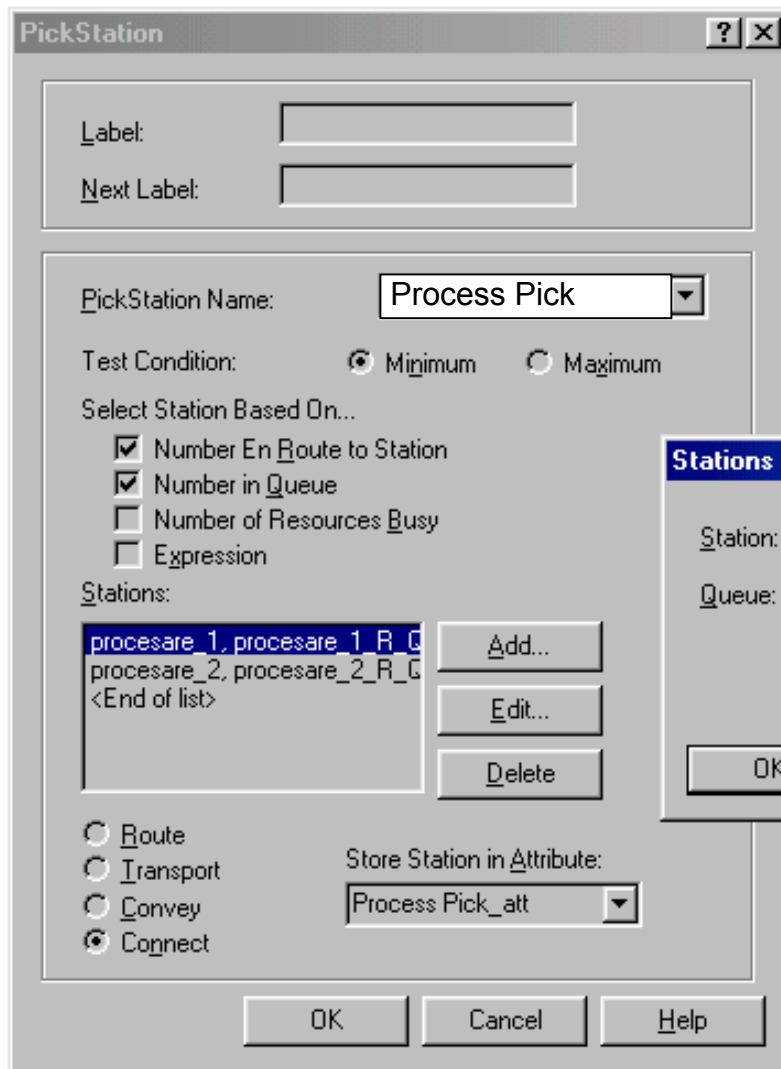 PickStation
Label:
Next Label:
PickStation Name: Process Pick
Test Condition: Minimum Maximum
Select Station Based On...
Number En Route to Station
Number in Queue
Number of Resources Busy
Expression
Stations:
procesare_1, procesare_1_R_Q
procesare_2, procesare_2_R_Q
<End of list>
Add...
Edit...
Delete
Route
Transport
Convey
Connect
Store Station in Attribute:
Process Pick_att
OK Cancel Help
Stations
Station:
Queue:
OK